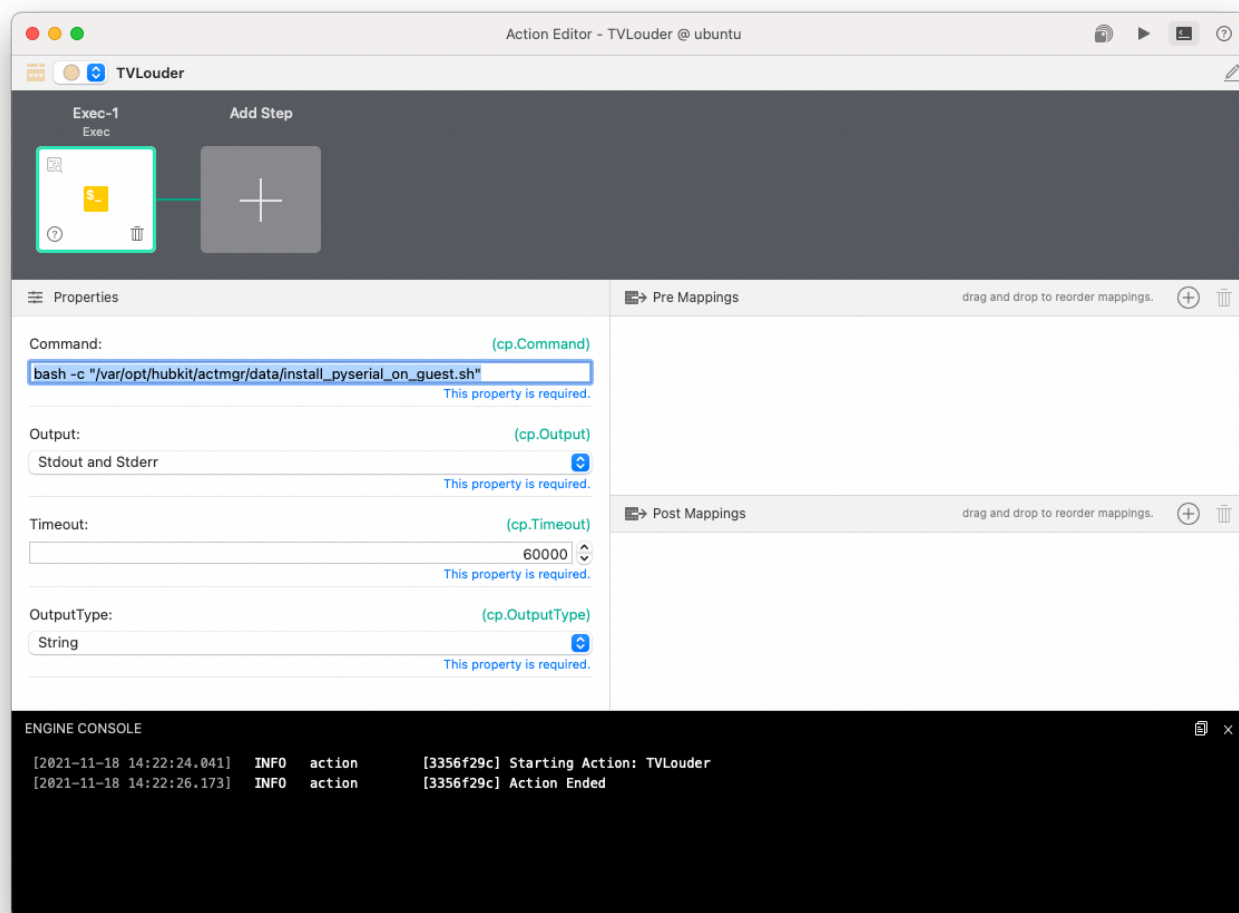 Action Editor - TVLouder @ ubuntu
TVLouder
Exec-1
Exec
Add Step
$_
Properties
Command:
(cp.Command)
bash -c "/var/opt/hubkit/actmgr/data/install_pyserial_on_guest.sh"
This property is required.
Output:
(cp.Output)
Stdout and Stderr
This property is required.
Timeout:
(cp.Timeout)
60000
This property is required.
OutputType:
(cp.OutputType)
String
This property is required.
Pre Mappings
drag and drop to reorder mappings.
Post Mappings
drag and drop to reorder mappings.
ENGINE CONSOLE
[2021-11-18 14:22:24.041] INFO action [3356f29c] Starting Action: TVLouder
[2021-11-18 14:22:26.173] INFO action [3356f29c] Action Ended